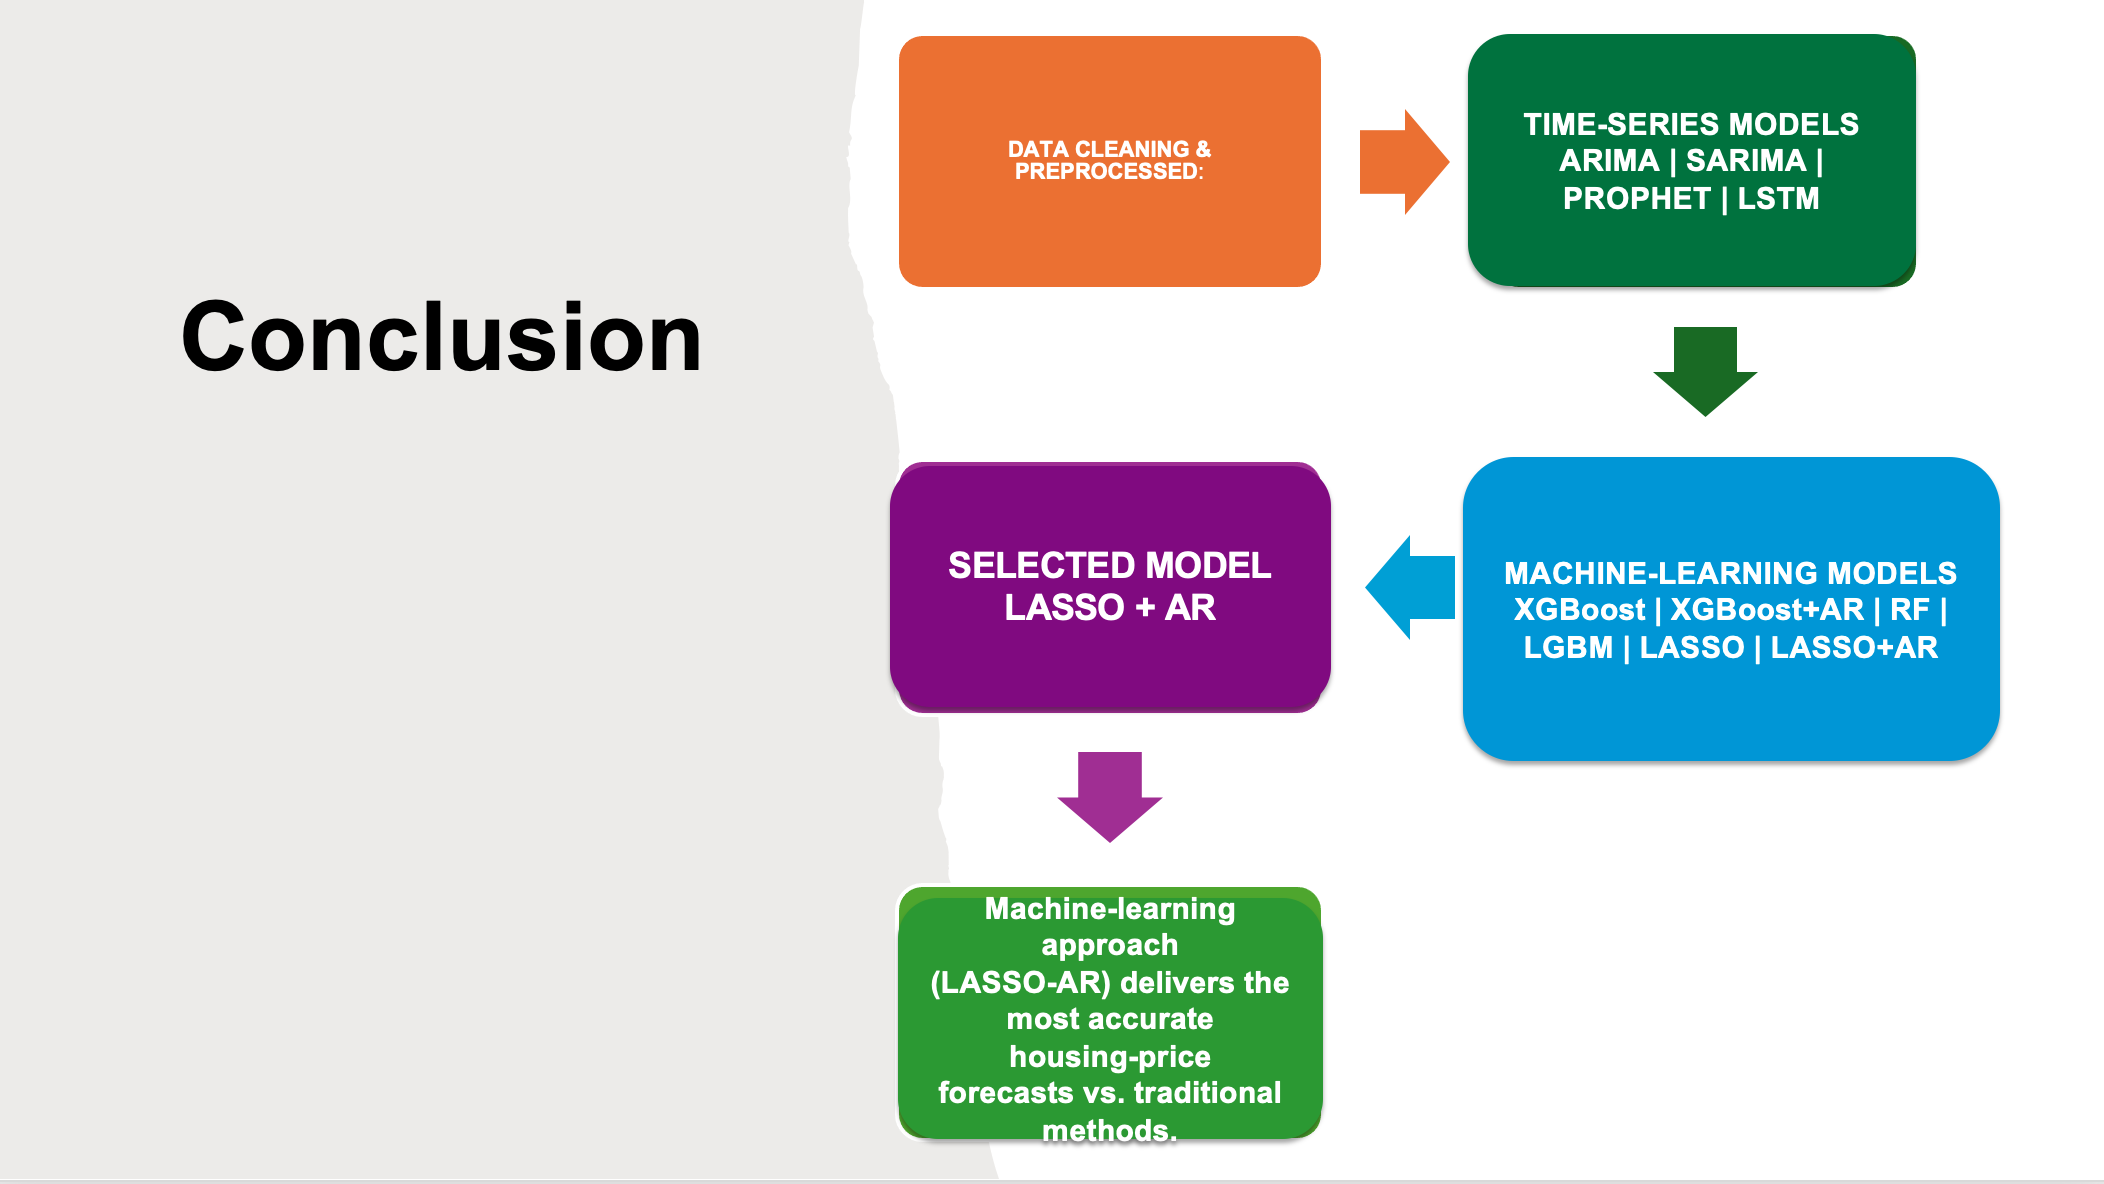 Conclusion
DATA CLEANING &
PREPROCESSED:
TIME-SERIES MODELS
ARIMA | SARIMA |
PROPHET | LSTM
MACHINE-LEARNING MODELS
XGBoost | XGBoost+AR | RF |
LGBM | LASSO | LASSO+AR
SELECTED MODEL
LASSO + AR
Machine-learning
approach
(LASSO-AR) delivers the
most accurate
housing-price
forecasts vs. traditional
methods.